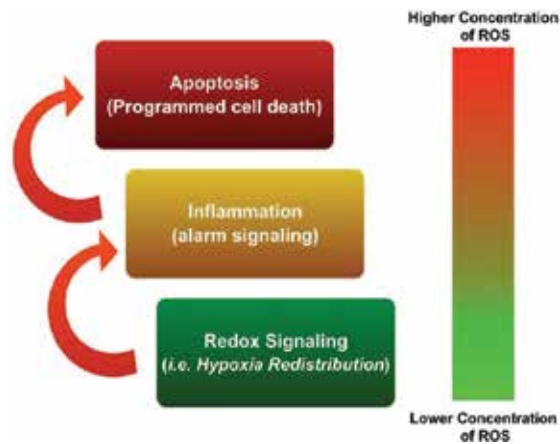 Higher Concentration
of ROS
Apoptosis
(Programmed cell death)
Inflammation
(alarm signaling)
Redox Signaling
(i.e. Hypoxia Redistribution)
Lower Concentration
of ROS